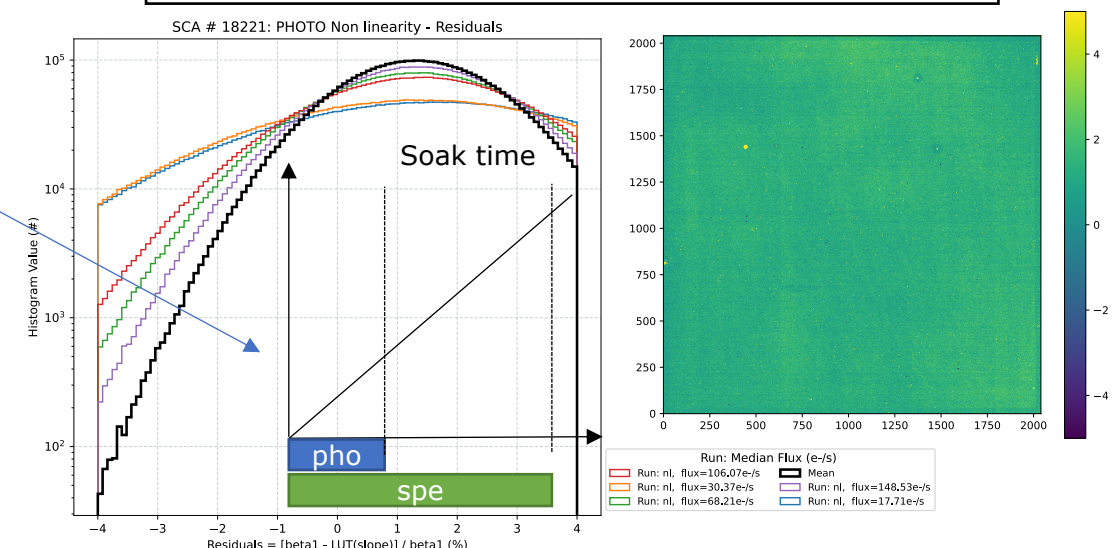 SCA # 18221: PHOTO Non linearity - Residuals
10^5
10^4
10^3
10^2
Histogram Value (#)
−4 −3 −2 −1 0 1 2 3 4
Residuals = [beta1 - LUT(slope)] / beta1 (%)
Soak time
pho
spe
2000
1750
1500
1250
1000
750
500
250
0
0 250 500 750 1000 1250 1500 1750 2000
4
2
0
−2
−4
Run: Median Flux (e-/s)
Run: nl, flux=106.07e-/s
Run: nl, flux=30.37e-/s
Run: nl, flux=68.21e-/s
Mean
Run: nl, flux=148.53e-/s
Run: nl, flux=17.71e-/s